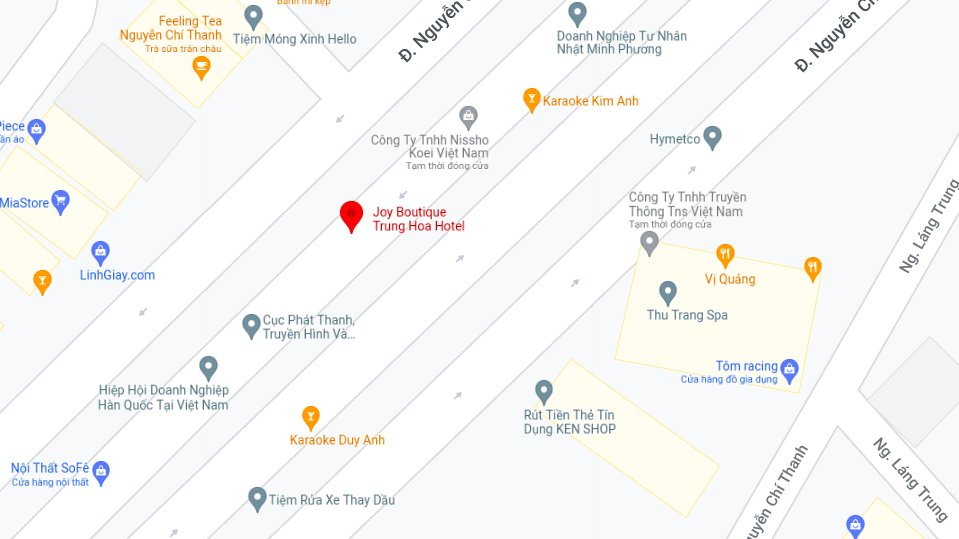 Bánh mì kẹp
Feeling Tea
Nguyễn Chí Thanh
Trà sữa trân châu
Tiệm Móng Xinh Hello
Đ. Nguyễn
Doanh Nghiệp Tư Nhân
Nhật Minh Phương
Đ. Nguyễn Ch
Karaoke Kim Anh
Piece
Công Ty Tnhh Nissho
Koei Việt Nam
Tạm thời đóng cửa
Hymetco
MiaStore
Joy Boutique
Trung Hoa Hotel
Công Ty Tnhh Truyền
Thông Tns Việt Nam
Tạm thời đóng cửa
Ng. Láng Trung
LinhGiay.com
Vị Quảng
Cục Phát Thanh,
Truyền Hình Và...
Thu Trang Spa
Hiệp Hội Doanh Nghiệp
Hàn Quốc Tại Việt Nam
Tôm racing
Cửa hàng đồ gia dụng
Karaoke Duy Anh
Rút Tiền Thẻ Tín
Dụng KEN SHOP
Nội Thất SoFê
Cửa hàng nội thất
Tiệm Rửa Xe Thay Dầu
guyễn Chí Thanh
Ng. Láng Trung